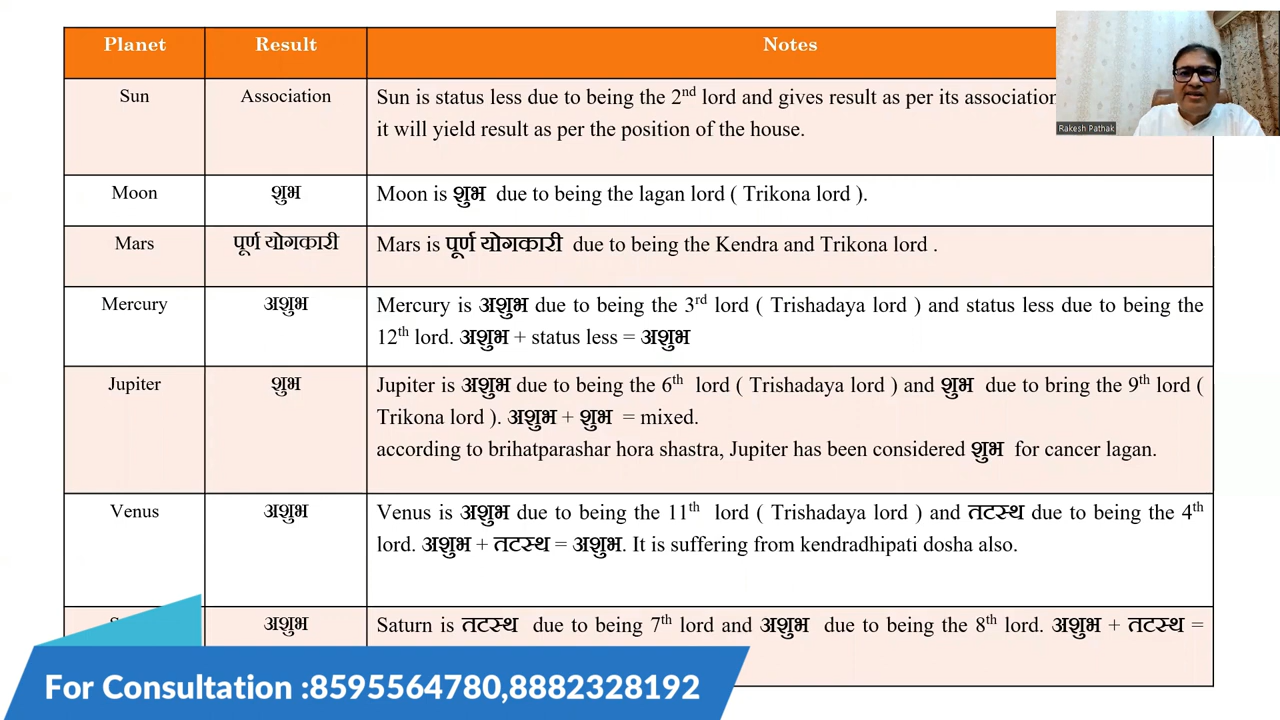 Planet Result Notes
Sun Association Sun is status less due to being the 2nd lord and gives result as per its association
it will yield result as per the position of the house.
Moon शुभ Moon is शुभ due to being the lagan lord ( Trikona lord ).
Mars पूर्ण योगकारी Mars is पूर्ण योगकारी due to being the Kendra and Trikona lord .
Mercury अशुभ Mercury is अशुभ due to being the 3rd lord ( Trishadaya lord ) and status less due to being the
12th lord. अशुभ + status less = अशुभ
Jupiter शुभ Jupiter is अशुभ due to being the 6th lord ( Trishadaya lord ) and शुभ due to bring the 9th lord (
Trikona lord ). अशुभ + शुभ = mixed.
according to brihatparashar hora shastra, Jupiter has been considered शुभ for cancer lagan.
Venus अशुभ Venus is अशुभ due to being the 11th lord ( Trishadaya lord ) and तटस्थ due to being the 4th
lord. अशुभ + तटस्थ = अशुभ. It is suffering from kendradhipati dosha also.
अशुभ Saturn is तटस्थ due to being 7th lord and अशुभ due to being the 8th lord. अशुभ + तटस्थ =
For Consultation :8595564780,8882328192
Rakesh Pathak